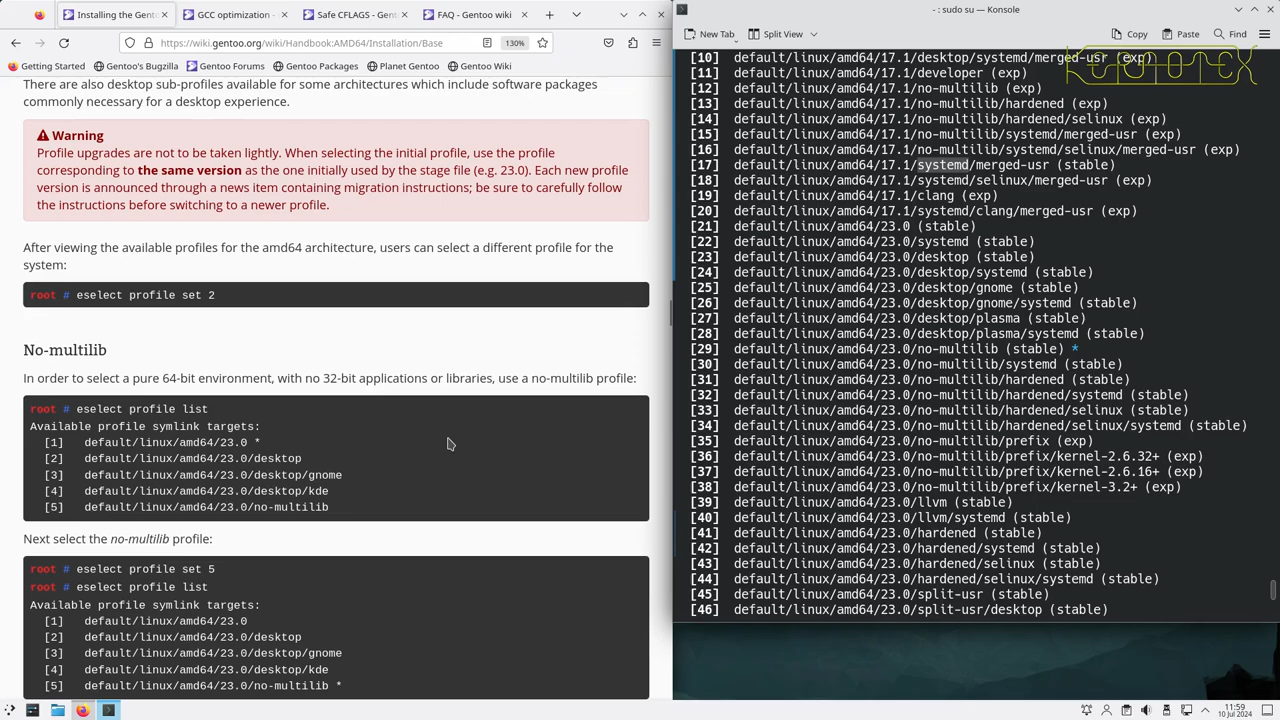 Installing the Gento
GCC optimization -
Safe CFLAGS - Gent
FAQ - Gentoo wiki
https://wiki.gentoo.org/wiki/Handbook:AMD64/Installation/Base
130%
Getting Started
Gentoo's Bugzilla
Gentoo Forums
Gentoo Packages
Planet Gentoo
Gentoo Wiki
There are also desktop sub-profiles available for some architectures which include software packages
commonly necessary for a desktop experience.
Warning
Profile upgrades are not to be taken lightly. When selecting the initial profile, use the profile
corresponding to the same version as the one initially used by the stage file (e.g. 23.0). Each new profile
version is announced through a news item containing migration instructions; be sure to carefully follow
the instructions before switching to a newer profile.
After viewing the available profiles for the amd64 architecture, users can select a different profile for the
system:
root # eselect profile set 2
No-multilib
In order to select a pure 64-bit environment, with no 32-bit applications or libraries, use a no-multilib profile:
root # eselect profile list
Available profile symlink targets:
[1] default/linux/amd64/23.0 *
[2] default/linux/amd64/23.0/desktop
[3] default/linux/amd64/23.0/desktop/gnome
[4] default/linux/amd64/23.0/desktop/kde
[5] default/linux/amd64/23.0/no-multilib
Next select the no-multilib profile:
root # eselect profile set 5
root # eselect profile list
Available profile symlink targets:
[1] default/linux/amd64/23.0
[2] default/linux/amd64/23.0/desktop
[3] default/linux/amd64/23.0/desktop/gnome
[4] default/linux/amd64/23.0/desktop/kde
[5] default/linux/amd64/23.0/no-multilib *
- : sudo su — Konsole
New Tab
Split View
Copy
Paste
Find
[10] default/linux/amd64/17.1/desktop/systemd/merged-usr (exp)
[11] default/linux/amd64/17.1/developer (exp)
[12] default/linux/amd64/17.1/no-multilib (exp)
[13] default/linux/amd64/17.1/no-multilib/hardened (exp)
[14] default/linux/amd64/17.1/no-multilib/hardened/selinux (exp)
[15] default/linux/amd64/17.1/no-multilib/systemd/merged-usr (exp)
[16] default/linux/amd64/17.1/no-multilib/systemd/selinux/merged-usr (exp)
[17] default/linux/amd64/17.1/systemd/merged-usr (stable)
[18] default/linux/amd64/17.1/systemd/selinux/merged-usr (exp)
[19] default/linux/amd64/17.1/clang (exp)
[20] default/linux/amd64/17.1/systemd/clang/merged-usr (exp)
[21] default/linux/amd64/23.0 (stable)
[22] default/linux/amd64/23.0/systemd (stable)
[23] default/linux/amd64/23.0/desktop (stable)
[24] default/linux/amd64/23.0/desktop/systemd (stable)
[25] default/linux/amd64/23.0/desktop/gnome (stable)
[26] default/linux/amd64/23.0/desktop/gnome/systemd (stable)
[27] default/linux/amd64/23.0/desktop/plasma (stable)
[28] default/linux/amd64/23.0/desktop/plasma/systemd (stable)
[29] default/linux/amd64/23.0/no-multilib (stable) *
[30] default/linux/amd64/23.0/no-multilib/systemd (stable)
[31] default/linux/amd64/23.0/no-multilib/hardened (stable)
[32] default/linux/amd64/23.0/no-multilib/hardened/systemd (stable)
[33] default/linux/amd64/23.0/no-multilib/hardened/selinux (stable)
[34] default/linux/amd64/23.0/no-multilib/hardened/selinux/systemd (stable)
[35] default/linux/amd64/23.0/no-multilib/prefix (exp)
[36] default/linux/amd64/23.0/no-multilib/prefix/kernel-2.6.32+ (exp)
[37] default/linux/amd64/23.0/no-multilib/prefix/kernel-2.6.16+ (exp)
[38] default/linux/amd64/23.0/no-multilib/prefix/kernel-3.2+ (exp)
[39] default/linux/amd64/23.0/llvm (stable)
[40] default/linux/amd64/23.0/llvm/systemd (stable)
[41] default/linux/amd64/23.0/hardened (stable)
[42] default/linux/amd64/23.0/hardened/systemd (stable)
[43] default/linux/amd64/23.0/hardened/selinux (stable)
[44] default/linux/amd64/23.0/hardened/selinux/systemd (stable)
[45] default/linux/amd64/23.0/split-usr (stable)
[46] default/linux/amd64/23.0/split-usr/desktop (stable)
11:59
10 Jul 2024